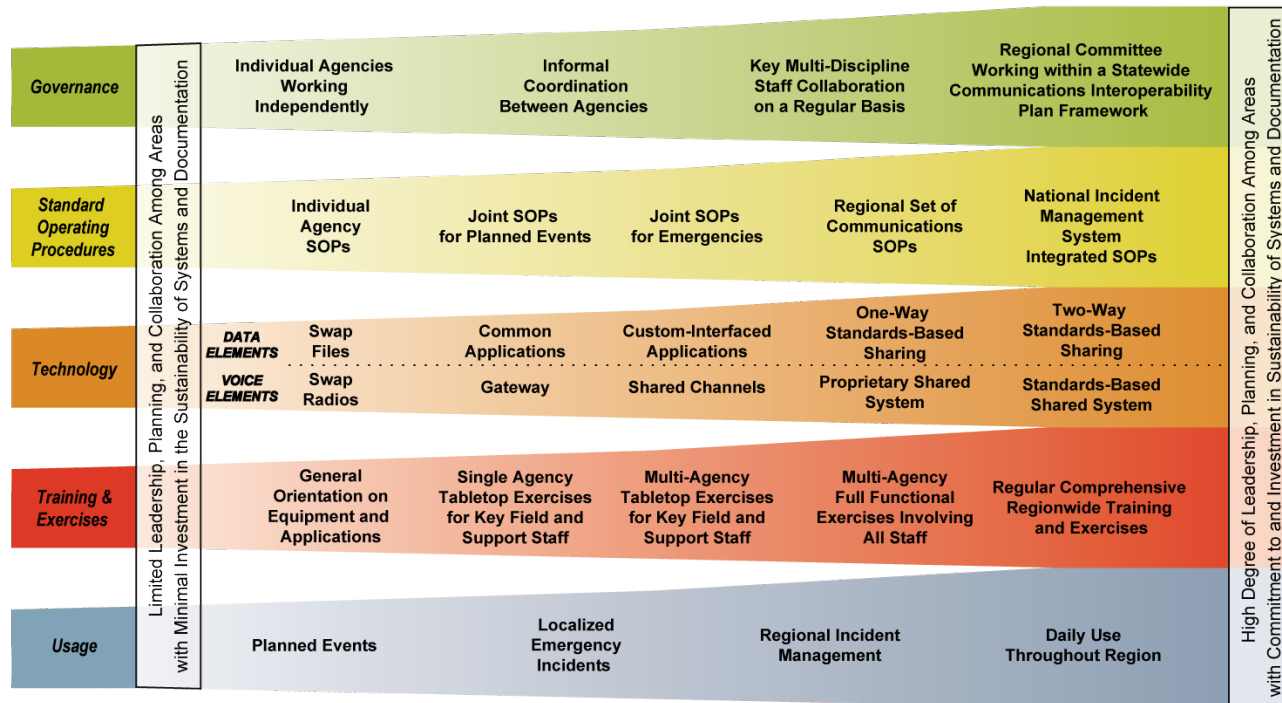 Limited Leadership, Planning, and Collaboration Among Areas
with Minimal Investment in the Sustainability of Systems and Documentation
Governance
Individual Agencies
Working
Independently
Informal
Coordination
Between Agencies
Key Multi-Discipline
Staff Collaboration
on a Regular Basis
Regional Committee
Working within a Statewide
Communications Interoperability
Plan Framework
Standard
Operating
Procedures
Individual
Agency
SOPs
Joint SOPs
for Planned Events
Joint SOPs
for Emergencies
Regional Set of
Communications
SOPs
National Incident
Management
System
Integrated SOPs
Technology
DATA
ELEMENTS
Swap
Files
Common
Applications
Custom-Interfaced
Applications
One-Way
Standards-Based
Sharing
Two-Way
Standards-Based
Sharing
VOICE
ELEMENTS
Swap
Radios
Gateway
Shared Channels
Proprietary Shared
System
Standards-Based
Shared System
Training &
Exercises
General
Orientation on
Equipment and
Applications
Single Agency
Tabletop Exercises
for Key Field and
Support Staff
Multi-Agency
Tabletop Exercises
for Key Field and
Support Staff
Multi-Agency
Full Functional
Exercises Involving
All Staff
Regular Comprehensive
Regionwide Training
and Exercises
Usage
Planned Events
Localized
Emergency
Incidents
Regional Incident
Management
Daily Use
Throughout Region
High Degree of Leadership, Planning, and Collaboration Among Areas
with Commitment to and Investment in Sustainability of Systems and Documentation